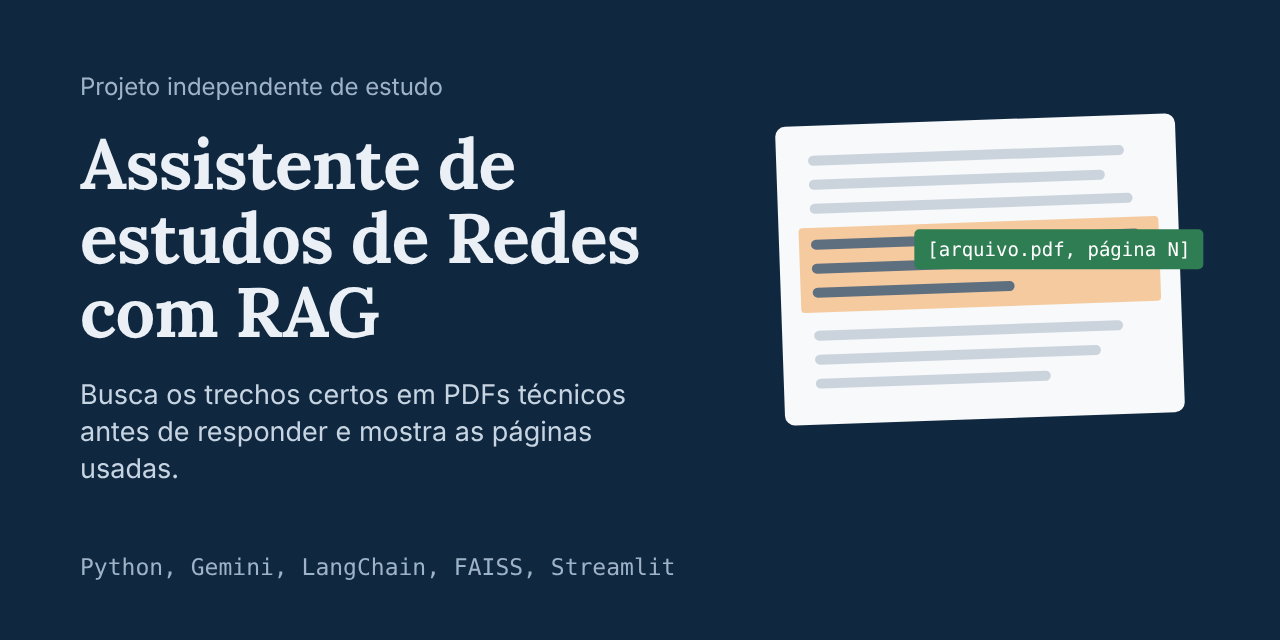 Projeto independente de estudo
Assistente de
estudos de Redes
com RAG
Busca os trechos certos em PDFs técnicos
antes de responder e mostra as páginas
usadas.
[arquivo.pdf, página N]
Python, Gemini, LangChain, FAISS, Streamlit